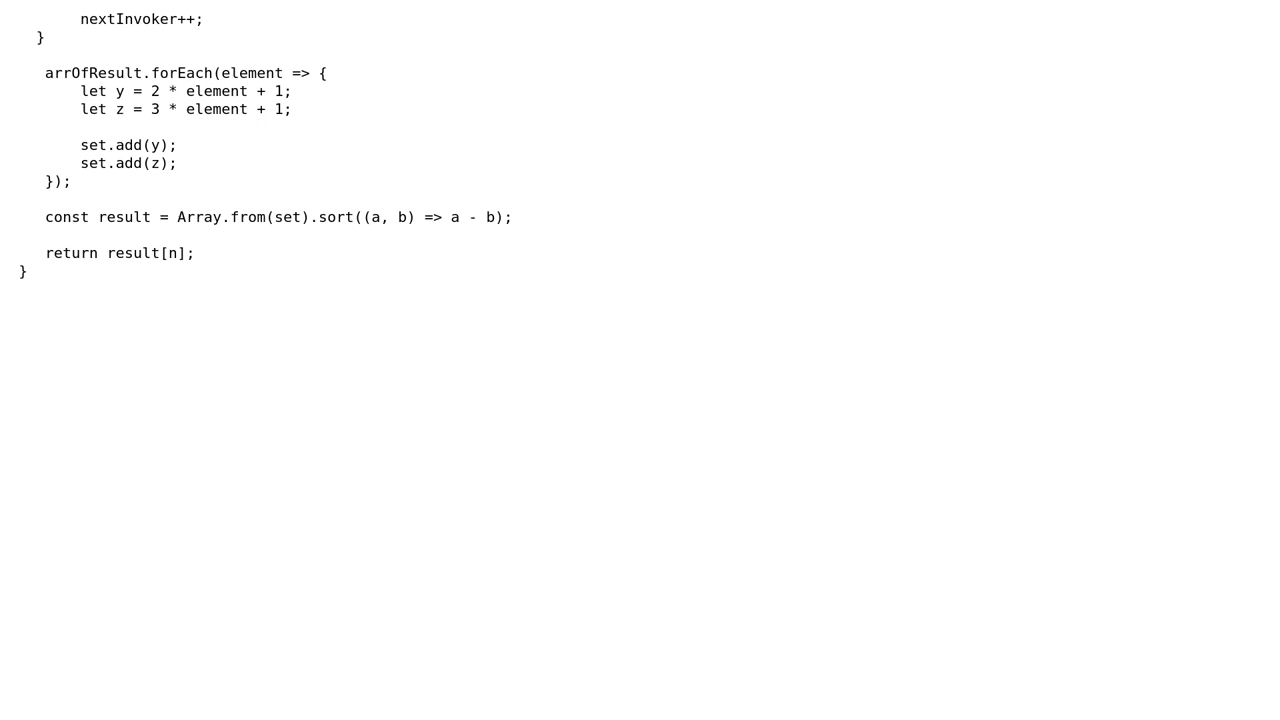 nextInvoker++;
}
arrOfResult.forEach(element => {
let y = 2 * element + 1;
let z = 3 * element + 1;
set.add(y);
set.add(z);
});
const result = Array.from(set).sort((a, b) => a - b);
return result[n];
}